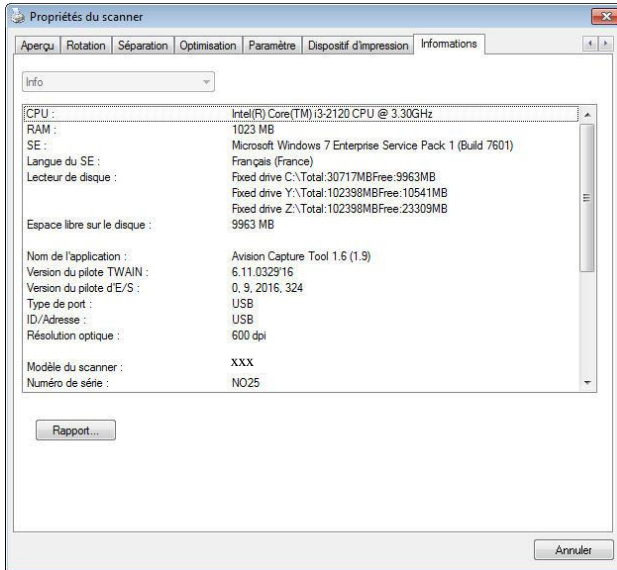 Propriétés du scanner
Aperçu Rotation Séparation Optimisation Paramètre Dispositif d'impression Informations
Info
CPU : Intel(R) Core(TM) i3-2120 CPU @ 3.30GHz
RAM : 1023 MB
SE : Microsoft Windows 7 Enterprise Service Pack 1 (Build 7601)
Langue du SE : Français (France)
Lecteur de disque : Fixed drive C:\Total:30717MBFree:9963MB
Fixed drive Y:\Total:102398MBFree:10541MB
Fixed drive Z:\Total:102398MBFree:23309MB
Espace libre sur le disque : 9963 MB
Nom de l'application : Avision Capture Tool 1.6 (1.9)
Version du pilote TWAIN : 6.11.0329'16
Version du pilote d'E/S : 0, 9, 2016, 324
Type de port : USB
ID/Adresse : USB
Résolution optique : 600 dpi
Modèle du scanner : XXX
Numéro de série : NO25
Rapport...
Annuler